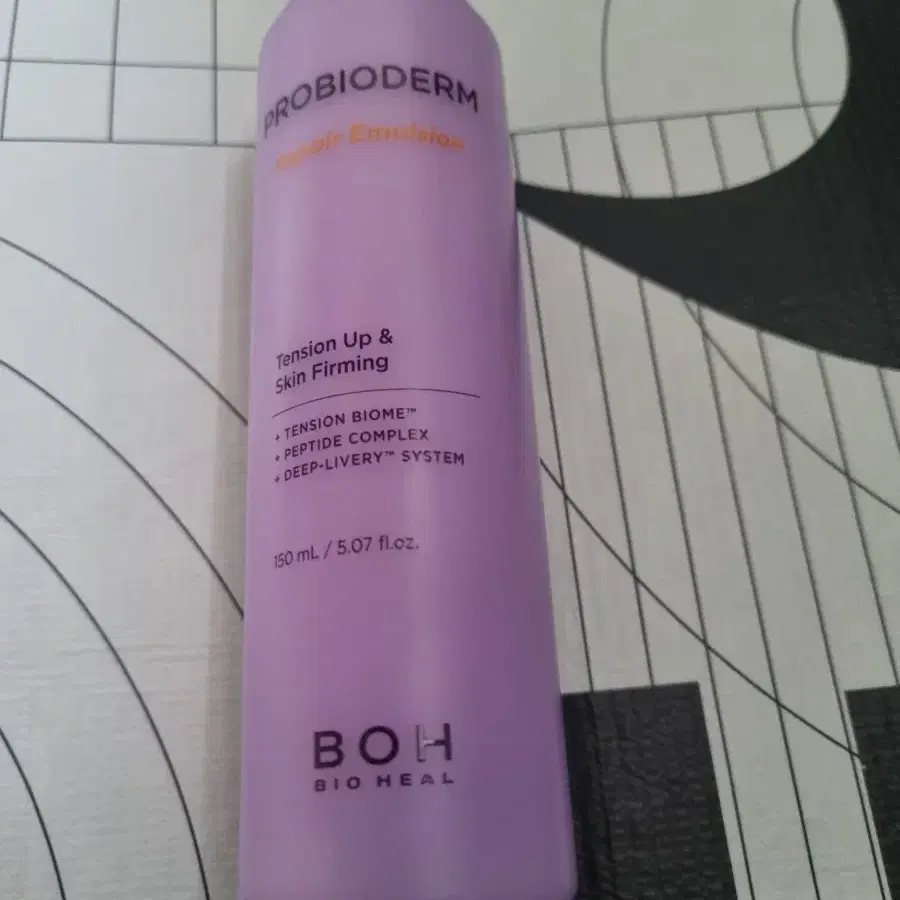 PROBIODERM
Repair Emulsion
Tension Up &
Skin Firming
+ TENSION BIOME™
+ PEPTIDE COMPLEX
+ DEEP-LIVERY™ SYSTEM
150 mL / 5.07 fl.oz.
BOH
BIO HEAL